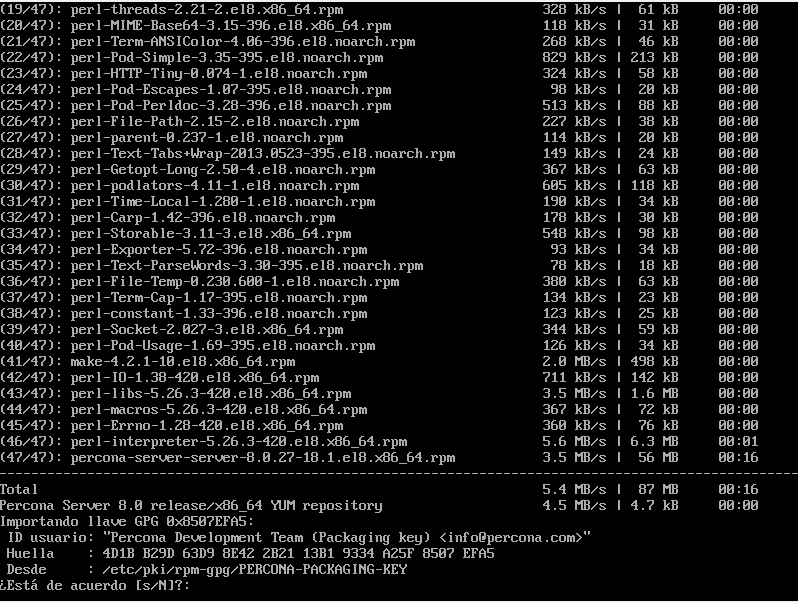 (19/47): perl-threads-2.21-2.el8.x86_64.rpm 328 kB/s | 61 kB 00:00
(20/47): perl-MIME-Base64-3.15-396.el8.x86_64.rpm 118 kB/s | 31 kB 00:00
(21/47): perl-Term-ANSIColor-4.06-396.el8.noarch.rpm 268 kB/s | 46 kB 00:00
(22/47): perl-Pod-Simple-3.35-395.el8.noarch.rpm 829 kB/s | 213 kB 00:00
(23/47): perl-HTTP-Tiny-0.074-1.el8.noarch.rpm 324 kB/s | 58 kB 00:00
(24/47): perl-Pod-Escapes-1.07-395.el8.noarch.rpm 98 kB/s | 20 kB 00:00
(25/47): perl-Pod-Perldoc-3.28-396.el8.noarch.rpm 513 kB/s | 88 kB 00:00
(26/47): perl-File-Path-2.15-2.el8.noarch.rpm 227 kB/s | 38 kB 00:00
(27/47): perl-parent-0.237-1.el8.noarch.rpm 114 kB/s | 20 kB 00:00
(28/47): perl-Text-Tabs+Wrap-2013.0523-395.el8.noarch.rpm 149 kB/s | 24 kB 00:00
(29/47): perl-Getopt-Long-2.50-4.el8.noarch.rpm 367 kB/s | 63 kB 00:00
(30/47): perl-podlators-4.11-1.el8.noarch.rpm 605 kB/s | 118 kB 00:00
(31/47): perl-Time-Local-1.280-1.el8.noarch.rpm 190 kB/s | 34 kB 00:00
(32/47): perl-Carp-1.42-396.el8.noarch.rpm 178 kB/s | 30 kB 00:00
(33/47): perl-Storable-3.11-3.el8.x86_64.rpm 548 kB/s | 98 kB 00:00
(34/47): perl-Exporter-5.72-396.el8.noarch.rpm 93 kB/s | 34 kB 00:00
(35/47): perl-Text-ParseWords-3.30-395.el8.noarch.rpm 78 kB/s | 18 kB 00:00
(36/47): perl-File-Temp-0.230.600-1.el8.noarch.rpm 380 kB/s | 63 kB 00:00
(37/47): perl-Term-Cap-1.17-395.el8.noarch.rpm 134 kB/s | 23 kB 00:00
(38/47): perl-constant-1.33-396.el8.noarch.rpm 123 kB/s | 25 kB 00:00
(39/47): perl-Socket-2.027-3.el8.x86_64.rpm 344 kB/s | 59 kB 00:00
(40/47): perl-Pod-Usage-1.69-395.el8.noarch.rpm 126 kB/s | 34 kB 00:00
(41/47): make-4.2.1-10.el8.x86_64.rpm 2.0 MB/s | 498 kB 00:00
(42/47): perl-IO-1.38-420.el8.x86_64.rpm 711 kB/s | 142 kB 00:00
(43/47): perl-libs-5.26.3-420.el8.x86_64.rpm 3.5 MB/s | 1.6 MB 00:00
(44/47): perl-macros-5.26.3-420.el8.x86_64.rpm 367 kB/s | 72 kB 00:00
(45/47): perl-Errno-1.28-420.el8.x86_64.rpm 360 kB/s | 76 kB 00:00
(46/47): perl-interpreter-5.26.3-420.el8.x86_64.rpm 5.6 MB/s | 6.3 MB 00:01
(47/47): percona-server-server-8.0.27-18.1.el8.x86_64.rpm 3.5 MB/s | 56 MB 00:16
--------------------------------------------------------------------------------
Total 5.4 MB/s | 87 MB 00:16
Percona Server 8.0 release/x86_64 YUM repository 4.5 MB/s | 4.7 kB 00:00
Importando llave GPG 0x8507EFA5:
ID usuario: "Percona Development Team (Packaging key) <info@percona.com>"
Huella : 4D1B B29D 63D9 8E42 2B21 13B1 9334 A25F 8507 EFA5
Desde : /etc/pki/rpm-gpg/PERCONA-PACKAGING-KEY
¿Está de acuerdo [s/N]?: